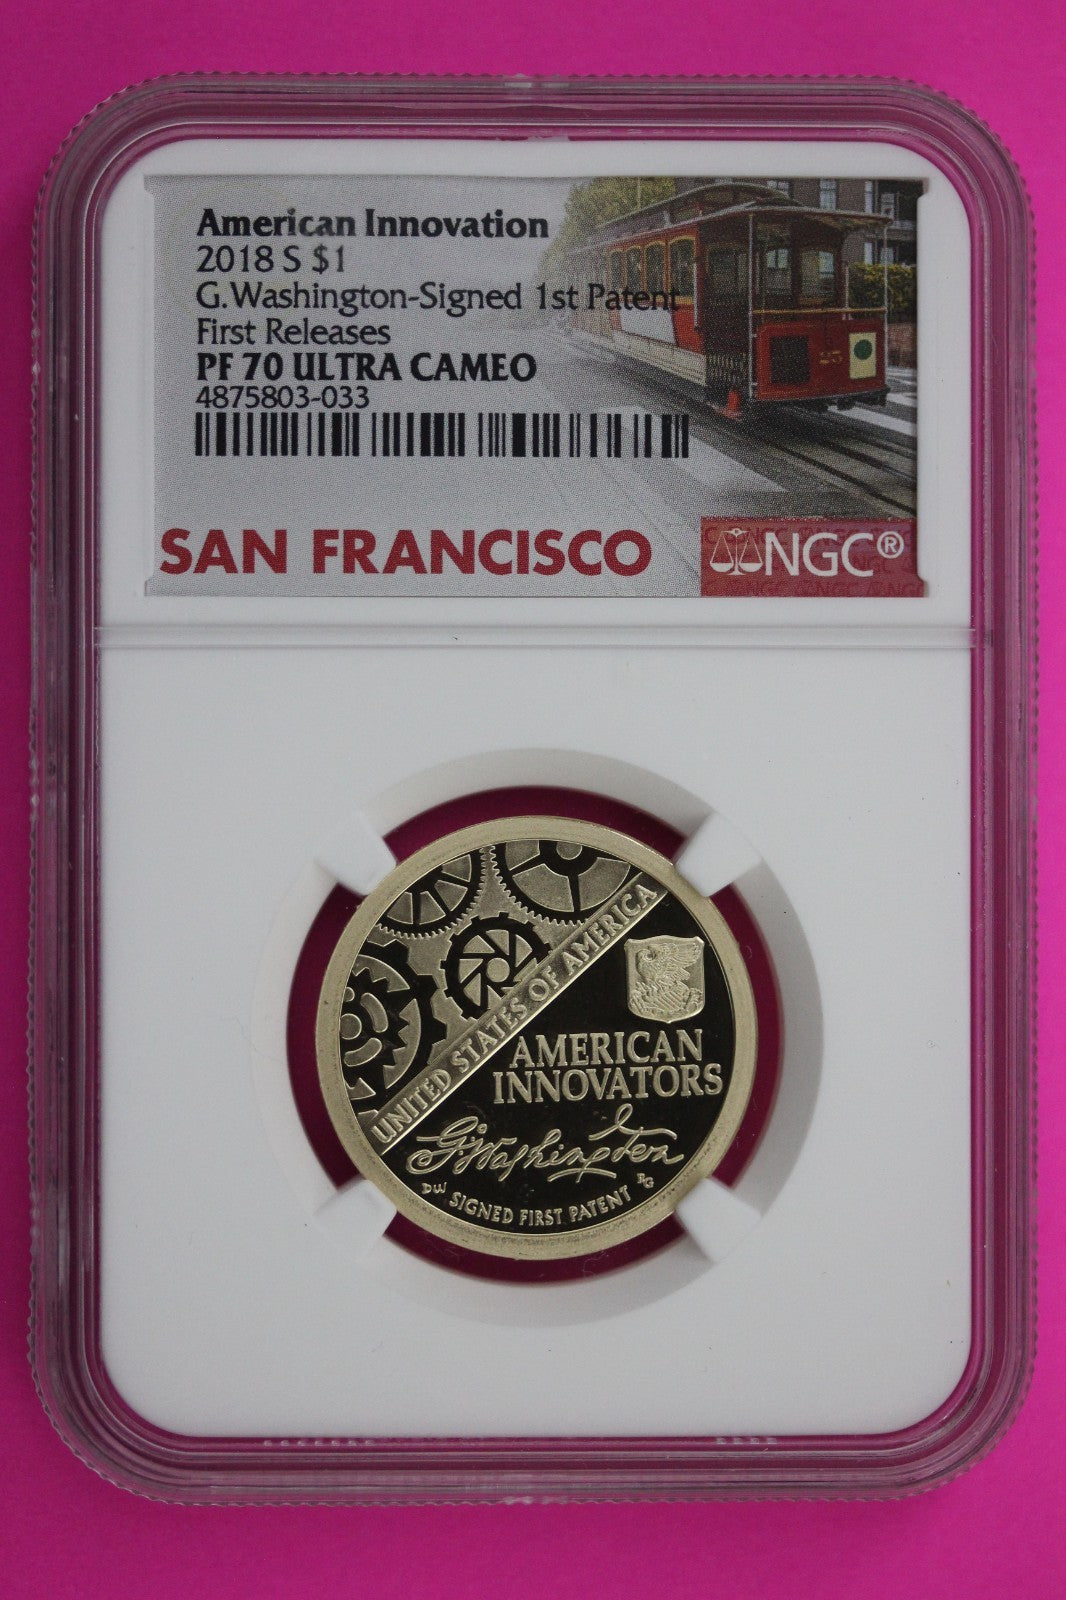 American Innovation
2018 S $1
G. Washington-Signed 1st Patent
First Releases
PF 70 ULTRA CAMEO
4875803-033
SAN FRANCISCO
NGC®
UNITED STATES OF AMERICA
AMERICAN
INNOVATORS
G. Washington
DW SIGNED FIRST PATENT